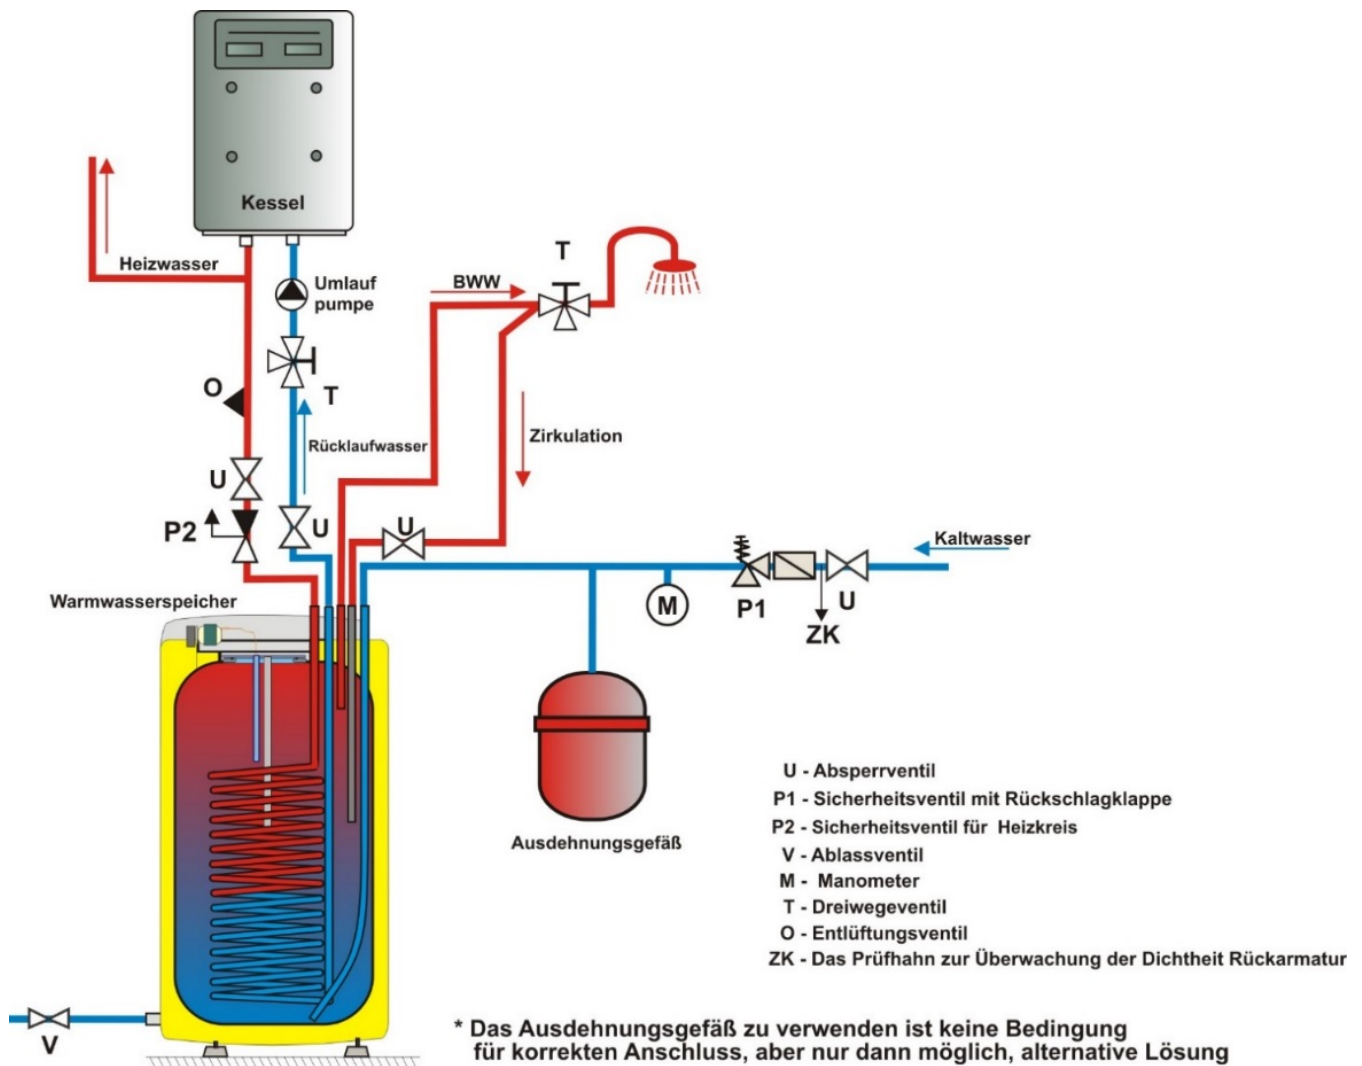 Kessel
Heizwasser
Umlauf
pumpe
T
BWW
O
T
Rücklaufwasser
Zirkulation
U
P2
U
U
Kaltwasser
Warmwasserspeicher
M
P1
U
ZK
Ausdehnungsgefäß
U - Absperrventil
P1 - Sicherheitsventil mit Rückschlagklappe
P2 - Sicherheitsventil für Heizkreis
V - Ablassventil
M - Manometer
T - Dreiwegeventil
O - Entlüftungsventil
ZK - Das Prüfhahn zur Überwachung der Dichtheit Rückarmatur
V
* Das Ausdehnungsgefäß zu verwenden ist keine Bedingung
für korrekten Anschluss, aber nur dann möglich, alternative Lösung